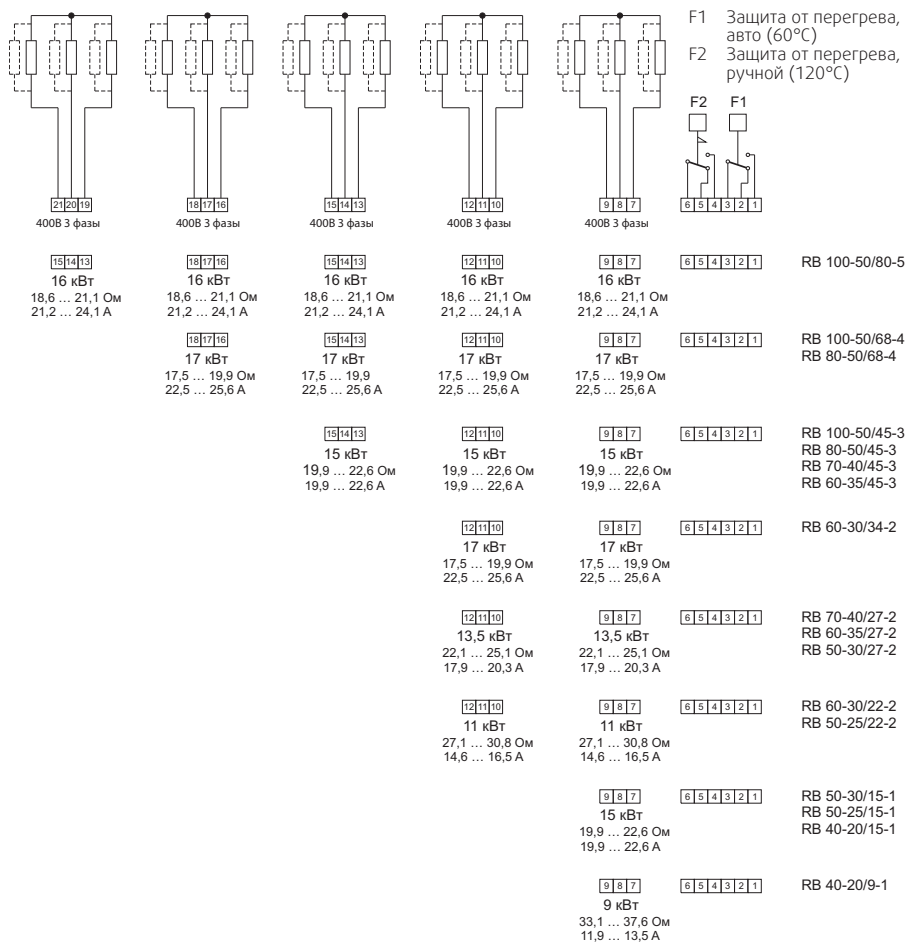 F1 Защита от перегрева,
авто (60°C)
F2 Защита от перегрева,
ручной (120°C)
F2 F1
21 20 19 18 17 16 15 14 13 12 11 10 9 8 7 6 5 4 3 2 1
400В 3 фазы 400В 3 фазы 400В 3 фазы 400В 3 фазы 400В 3 фазы
15 14 13 18 17 16 15 14 13 12 11 10 9 8 7 6 5 4 3 2 1 RB 100-50/80-5
16 кВт 16 кВт 16 кВт 16 кВт 16 кВт
18,6 … 21,1 Ом 18,6 … 21,1 Ом 18,6 … 21,1 Ом 18,6 … 21,1 Ом 18,6 … 21,1 Ом
21,2 … 24,1 А 21,2 … 24,1 А 21,2 … 24,1 А 21,2 … 24,1 А 21,2 … 24,1 А
18 17 16 15 14 13 12 11 10 9 8 7 6 5 4 3 2 1 RB 100-50/68-4
17 кВт 17 кВт 17 кВт 17 кВт RB 80-50/68-4
17,5 … 19,9 Ом 17,5 … 19,9 17,5 … 19,9 Ом 17,5 … 19,9 Ом
22,5 … 25,6 А 22,5 … 25,6 А 22,5 … 25,6 А 22,5 … 25,6 А
15 14 13 12 11 10 9 8 7 6 5 4 3 2 1 RB 100-50/45-3
15 кВт 15 кВт 15 кВт RB 80-50/45-3
19,9 … 22,6 Ом 19,9 … 22,6 Ом 19,9 … 22,6 Ом RB 70-40/45-3
19,9 … 22,6 А 19,9 … 22,6 А 19,9 … 22,6 А RB 60-35/45-3
12 11 10 9 8 7 6 5 4 3 2 1 RB 60-30/34-2
17 кВт 17 кВт
17,5 … 19,9 Ом 17,5 … 19,9 Ом
22,5 … 25,6 А 22,5 … 25,6 А
12 11 10 9 8 7 6 5 4 3 2 1 RB 70-40/27-2
13,5 кВт 13,5 кВт RB 60-35/27-2
22,1 … 25,1 Ом 22,1 … 25,1 Ом RB 50-30/27-2
17,9 … 20,3 А 17,9 … 20,3 А
12 11 10 9 8 7 6 5 4 3 2 1 RB 60-30/22-2
11 кВт 11 кВт RB 50-25/22-2
27,1 … 30,8 Ом 27,1 … 30,8 Ом
14,6 … 16,5 А 14,6 … 16,5 А
9 8 7 6 5 4 3 2 1 RB 50-30/15-1
15 кВт RB 50-25/15-1
19,9 … 22,6 Ом RB 40-20/15-1
19,9 … 22,6 А
9 8 7 6 5 4 3 2 1 RB 40-20/9-1
9 кВт
33,1 … 37,6 Ом
11,9 … 13,5 А